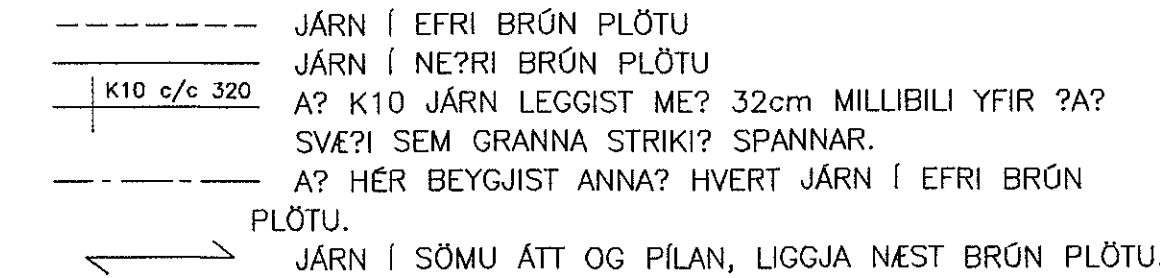 JÁRN Í EFRI BRÚN PLÖTU
JÁRN Í NE?RI BRÚN PLÖTU
K10 c/c 320
A? K10 JÁRN LEGGIST ME? 32cm MILLIBILI YFIR ?A?
SVÆ?I SEM GRANNA STRIKI? SPANNAR.
A? HÉR BEYGJIST ANNA? HVERT JÁRN Í EFRI BRÚN
PLÖTU.
JÁRN Í SÖMU ÁTT OG PÍLAN, LIGGJA NÆST BRÚN PLÖTU.